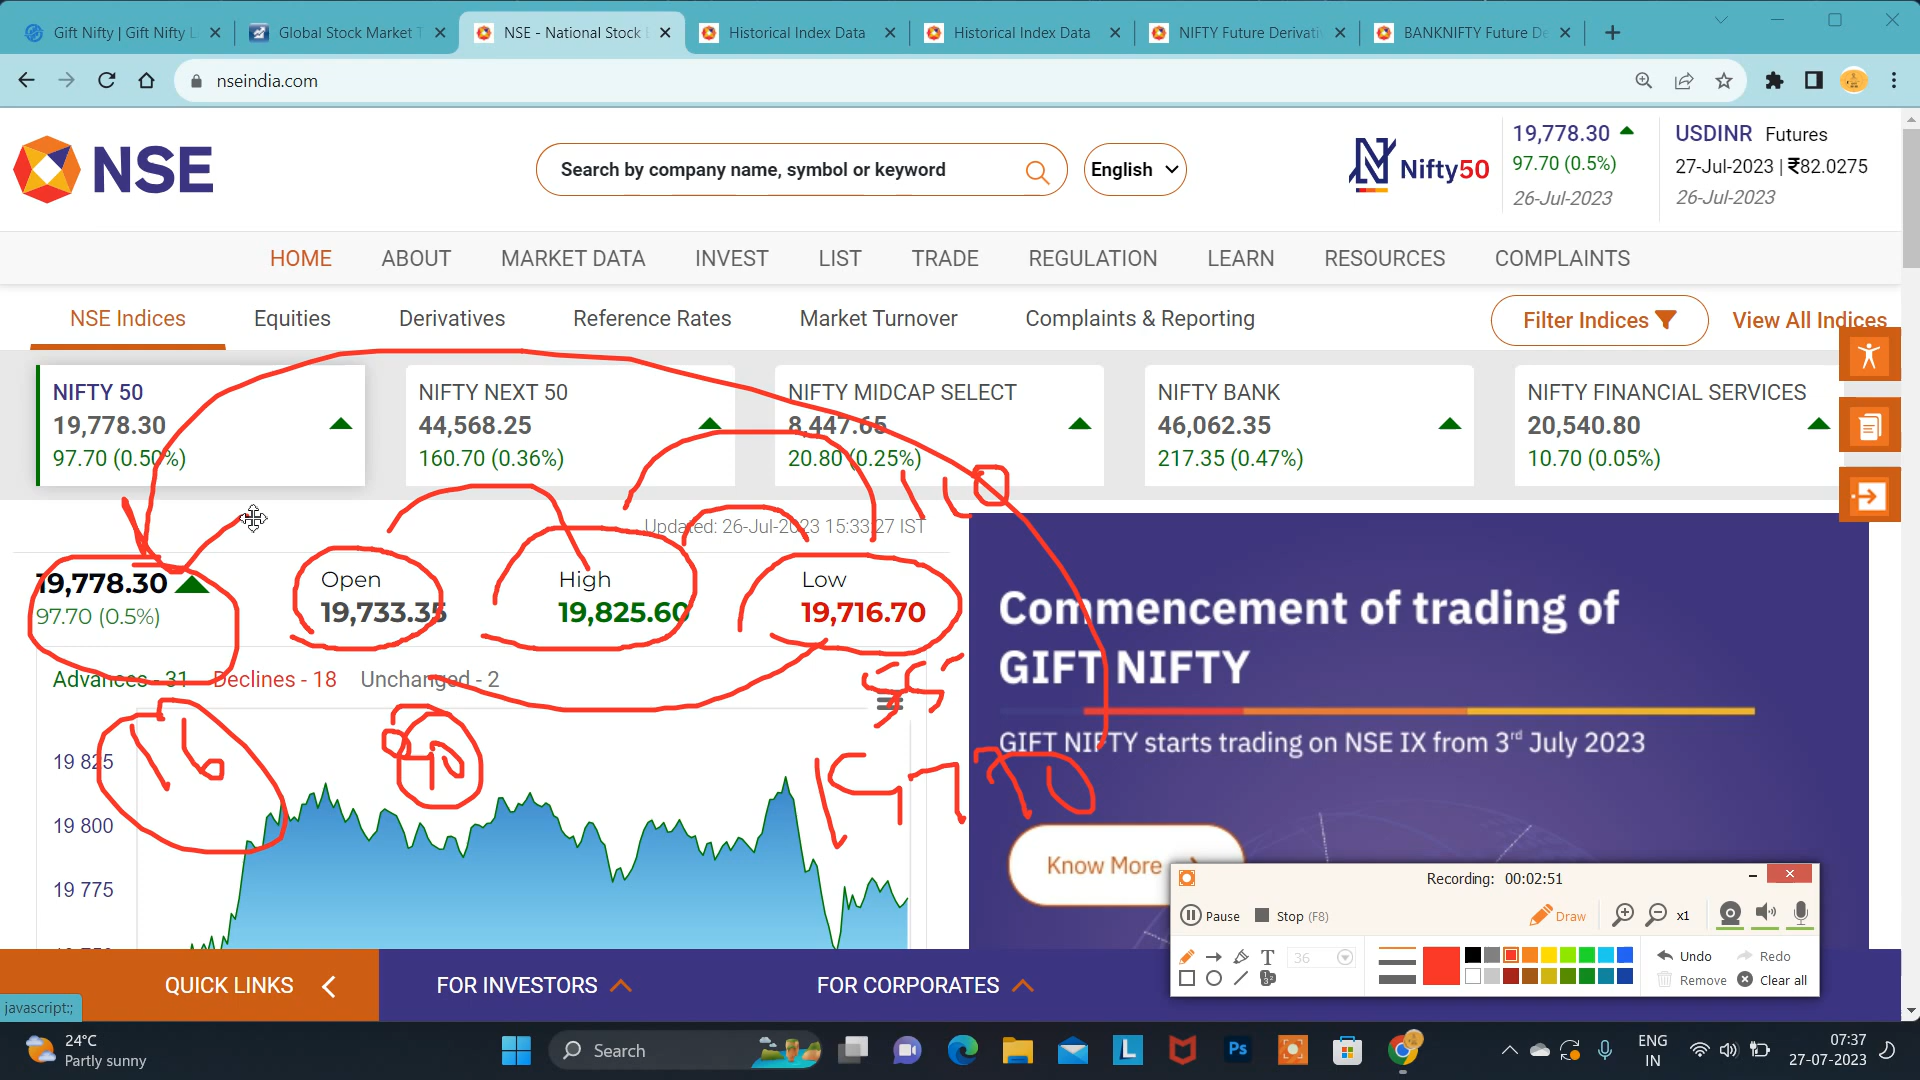 Gift Nifty | Gift Nifty L
Global Stock Market T
NSE - National Stock E
Historical Index Data
Historical Index Data
NIFTY Future Derivati
BANKNIFTY Future De
nseindia.com
NSE
Search by company name, symbol or keyword
English
Nifty50
19,778.30
97.70 (0.5%)
26-Jul-2023
USDINR Futures
27-Jul-2023 | ₹82.0275
26-Jul-2023
HOME ABOUT MARKET DATA INVEST LIST TRADE REGULATION LEARN RESOURCES COMPLAINTS
NSE Indices Equities Derivatives Reference Rates Market Turnover Complaints & Reporting Filter Indices View All Indices
NIFTY 50
19,778.30
97.70 (0.50%)
NIFTY NEXT 50
44,568.25
160.70 (0.36%)
NIFTY MIDCAP SELECT
8,447.65
20.80 (0.25%)
NIFTY BANK
46,062.35
217.35 (0.47%)
NIFTY FINANCIAL SERVICES
20,540.80
10.70 (0.05%)
Updated: 26-Jul-2023 15:33:27 IST
19,778.30
97.70 (0.5%)
Open
19,733.35
High
19,825.60
Low
19,716.70
Advances - 31 Declines - 18 Unchanged - 2
16
90
19 825
19 800
19 775
Commencement of trading of
GIFT NIFTY
GIFT NIFTY starts trading on NSE IX from 3rd July 2023
Know More
Recording: 00:02:51
Pause Stop (F8) Draw x1
T 36 Undo Redo
Remove Clear all
QUICK LINKS FOR INVESTORS FOR CORPORATES
javascript:;
24°C
Partly sunny
Search
L
Ps
ENG
IN
07:37
27-07-2023